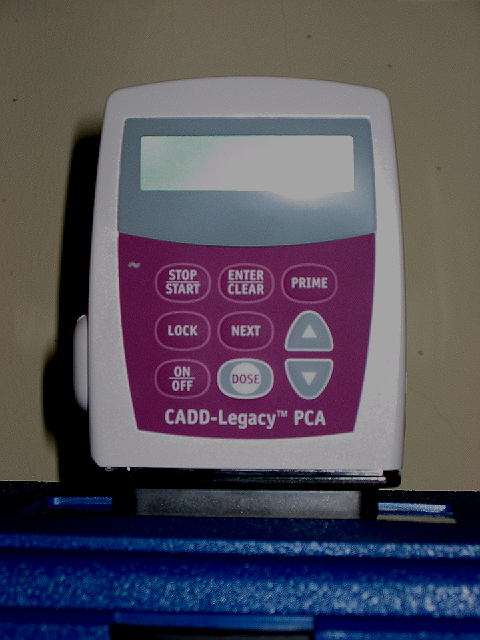 STOP
START
ENTER
CLEAR
PRIME
LOCK
NEXT
ON
OFF
DOSE
CADD-Legacy™ PCA